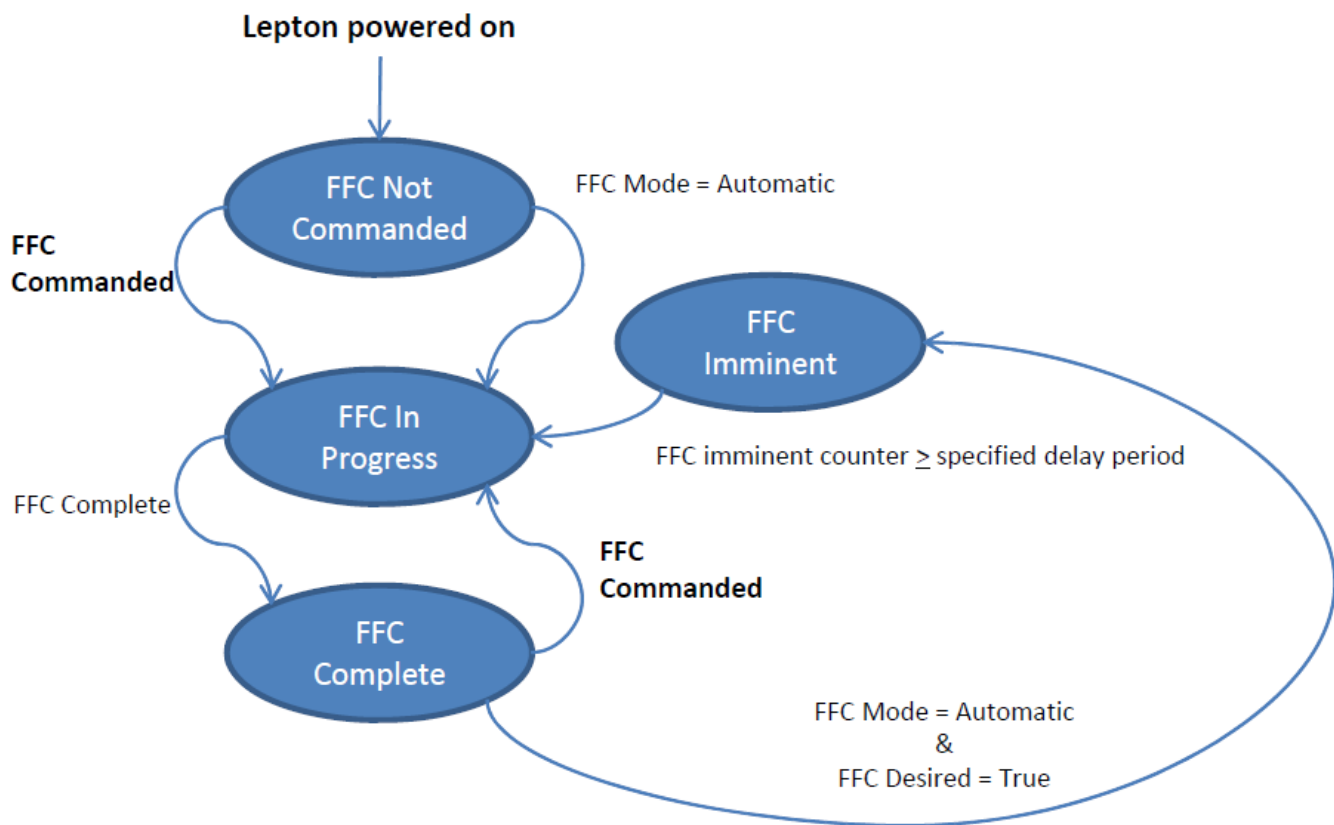 Lepton powered on
FFC Not
Commanded
FFC Mode = Automatic
FFC
Commanded
FFC
Imminent
FFC In
Progress
FFC imminent counter ≥ specified delay period
FFC Complete
FFC
Commanded
FFC
Complete
FFC Mode = Automatic
&
FFC Desired = True